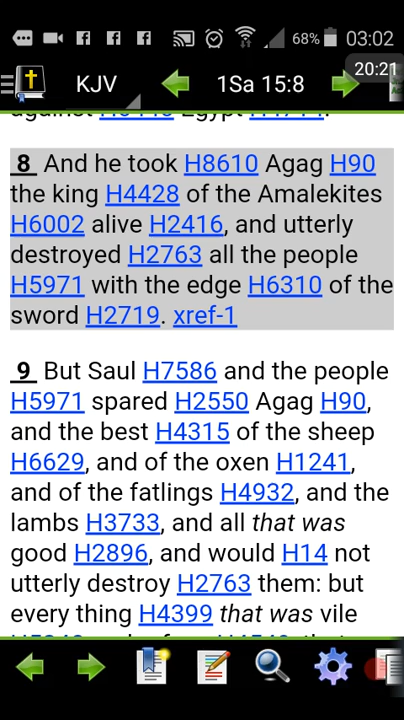 68% 03:02
20:21
KJV 1Sa 15:8
8 And he took H8610 Agag H90
the king H4428 of the Amalekites
H6002 alive H2416, and utterly
destroyed H2763 all the people
H5971 with the edge H6310 of the
sword H2719. xref-1
9 But Saul H7586 and the people
H5971 spared H2550 Agag H90,
and the best H4315 of the sheep
H6629, and of the oxen H1241,
and of the fatlings H4932, and the
lambs H3733, and all that was
good H2896, and would H14 not
utterly destroy H2763 them: but
every thing H4399 that was vile